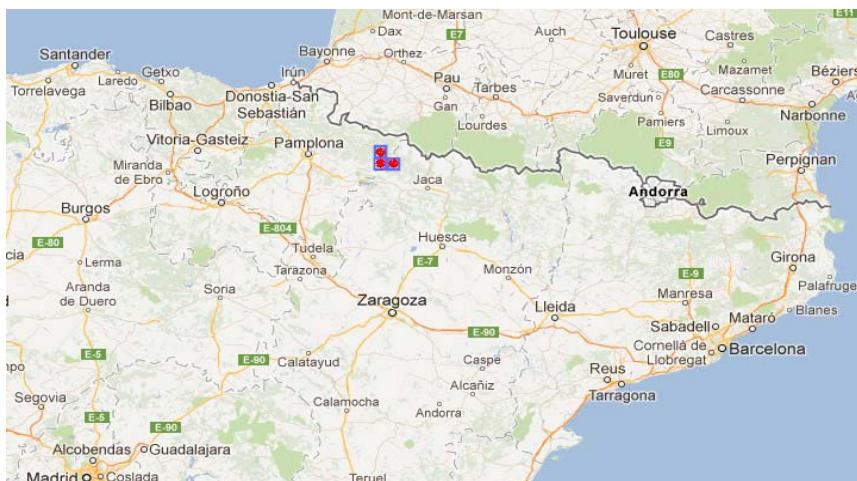 Mont-de-Marsan
Dax
E7
Auch
Toulouse
Castres
E11
Santander
Bayonne
Orthez
Mazamet
Béziers
Torrelavega
Laredo
Getxo
Irún
Pau
Muret
E80
Carcassonne
Bilbao
Donostia-San
Sebastián
Tarbes
Saverdun
Gan
Narbonne
Lourdes
Pamiers
Limoux
Vitoria-Gasteiz
Pamplona
E9
Miranda
de Ebro
Perpignan
Jaca
Andorra
Logroño
Burgos
E-804
Huesca
E-80
Tudela
E-7
Girona
Lerma
Tarazona
Monzón
E-9
Aranda
de Duero
Soria
Manresa
Palafruge
Zaragoza
Lleida
Blanes
Mataró
Sabadell
E-90
Cornellà de
Llobregat
Barcelona
E-5
E-90
Calatayud
Caspe
Reus
Alcañiz
Tarragona
Segovia
Calamocha
Andorra
E-5
E-90
Guadalajara
Alcobendas
Madrid
Coslada
Teruel